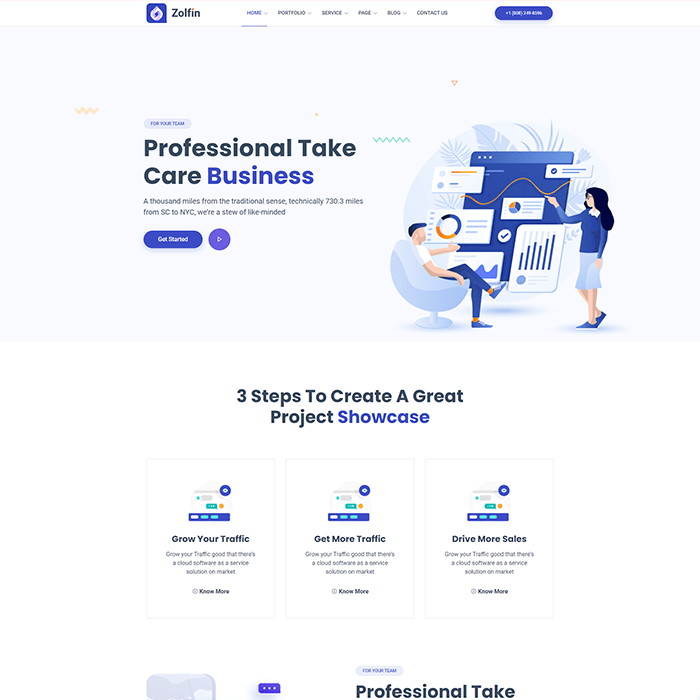 Zolfin
HOME
PORTFOLIO
SERVICE
PAGE
BLOG
CONTACT US
FOR YOUR TEAM
Professional Take
Care Business
A thousand miles from the traditional sense, technically 730.3 miles
from SC to NYC, we're a stew of like-minded
Get Started
3 Steps To Create A Great
Project Showcase
Grow Your Traffic
Grow your Traffic good that there's
a cloud software as a service
solution on market
Know More
Get More Traffic
Grow your Traffic good that there's
a cloud software as a service
solution on market
Know More
Drive More Sales
Grow your Traffic good that there's
a cloud software as a service
solution on market
Know More
FOR YOUR TEAM
Professional Take